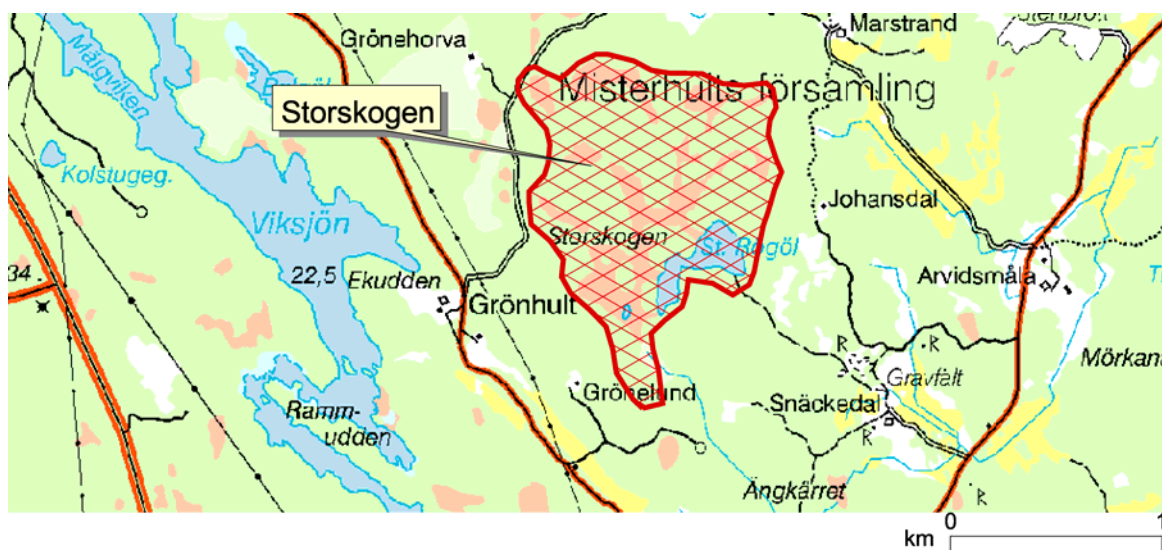 Marstrand
Grönehorva
Mälgviken
Misterhults församling
Storskogen
Kolstugeg.
Johansdal
Viksjön
Storskogen
St. Rogöl
34
22,5
Ekudden
Arvidsmåla
Grönhult
R
R
Mörkan
Gravfält
Grönelund
Snäckedal
Ramm-
udden
R
Ängkärret
R
0
1
km